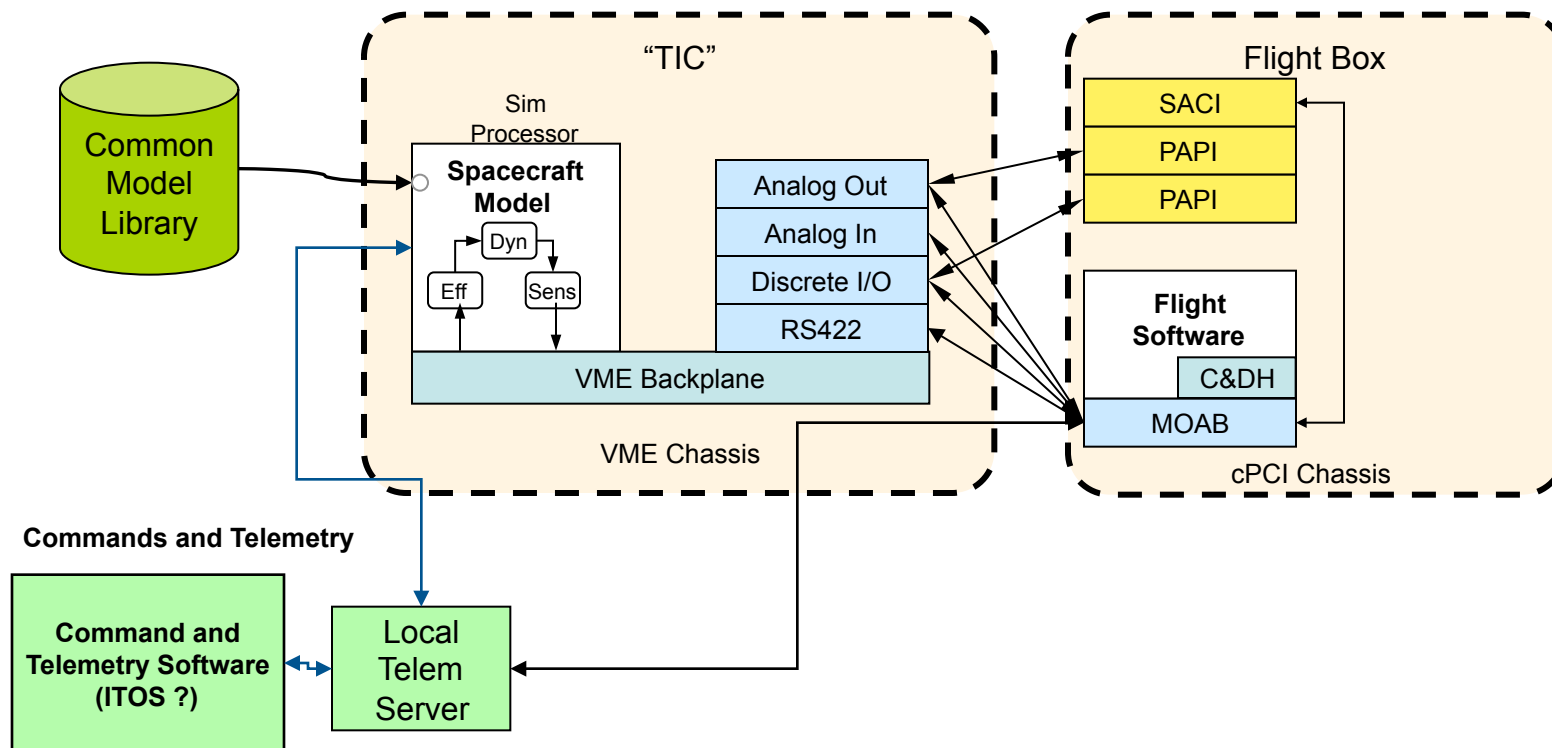 “TIC”
Flight Box
Common
Model
Library
Sim
Processor
Spacecraft
Model
Dyn
Eff
Sens
Analog Out
Analog In
Discrete I/O
RS422
VME Backplane
VME Chassis
SACI
PAPI
PAPI
Flight
Software
C&DH
MOAB
cPCI Chassis
Commands and Telemetry
Command and
Telemetry Software
(ITOS ?)
Local
Telem
Server